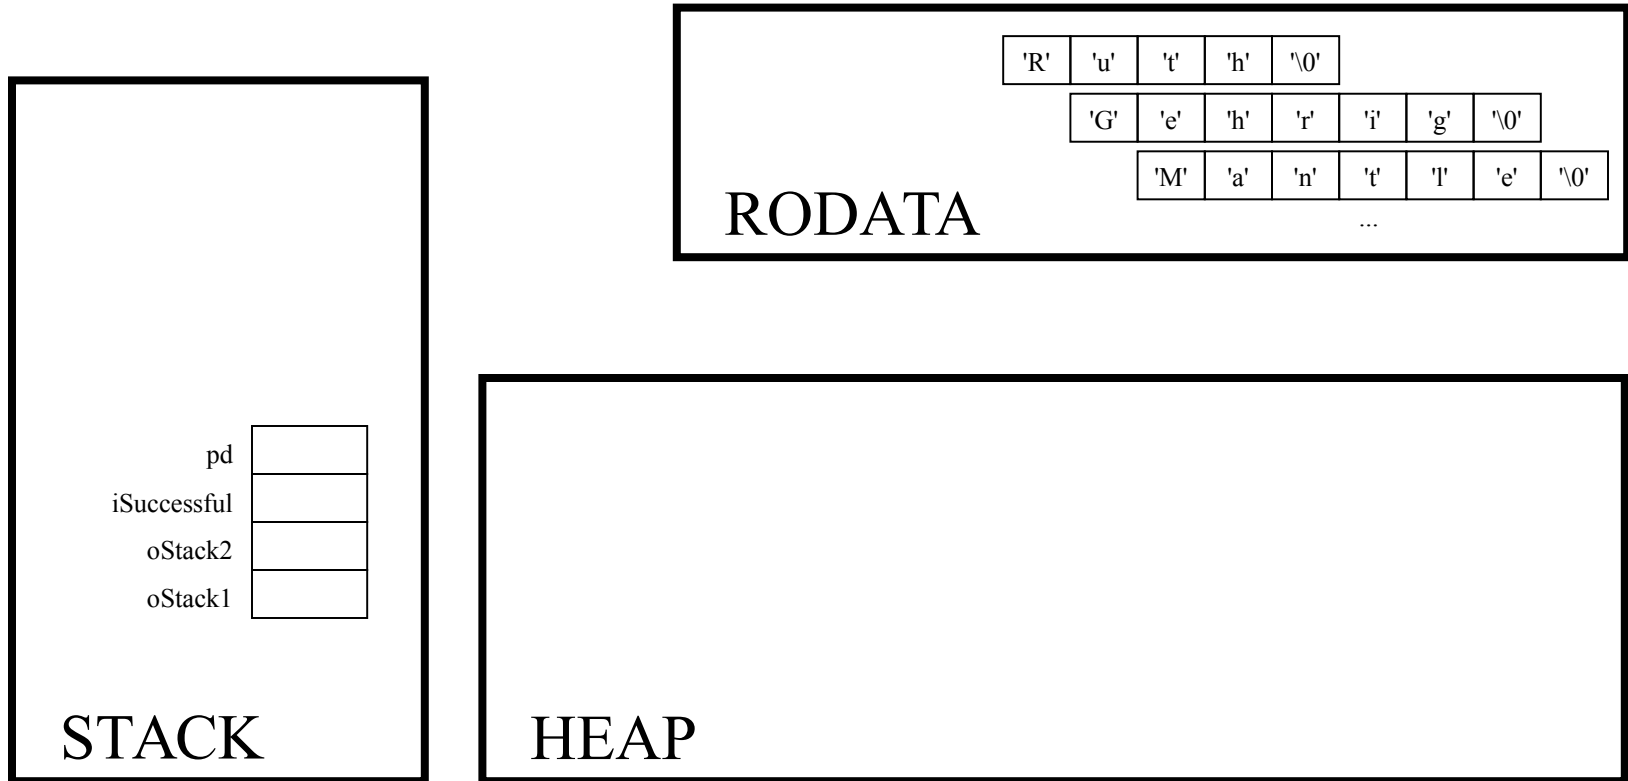 'R' 'u' 't' 'h' '\0'
'G' 'e' 'h' 'r' 'i' 'g' '\0'
'M' 'a' 'n' 't' 'l' 'e' '\0'
RODATA
...
pd
iSuccessful
oStack2
oStack1
STACK
HEAP